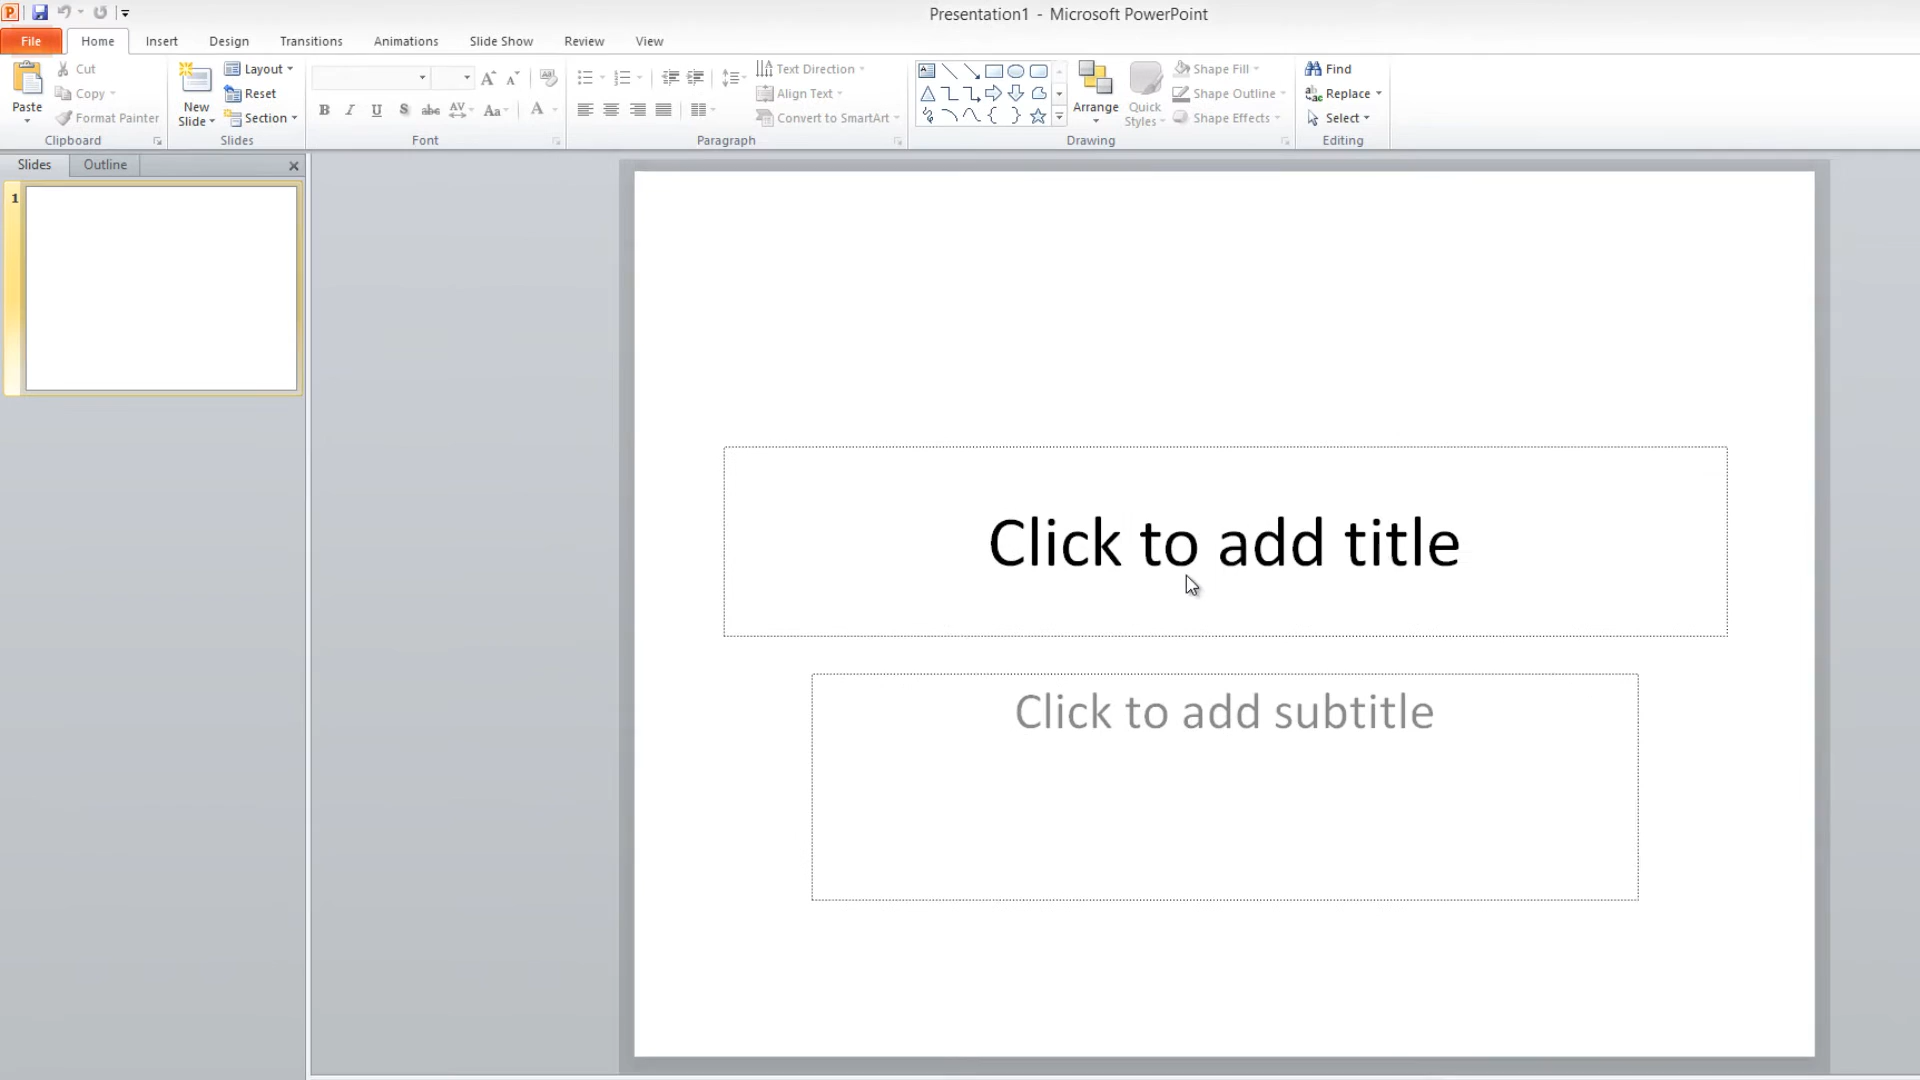 Presentation1 - Microsoft PowerPoint
File Home Insert Design Transitions Animations Slide Show Review View
Paste
Cut
Copy
Format Painter
Clipboard
New
Slide
Layout
Reset
Section
Slides
B I U S abc AV Aa A
Font
Text Direction
Align Text
Convert to SmartArt
Paragraph
Arrange
Quick
Styles
Shape Fill
Shape Outline
Shape Effects
Drawing
Find
Replace
Select
Editing
Slides Outline
1
Click to add title
Click to add subtitle